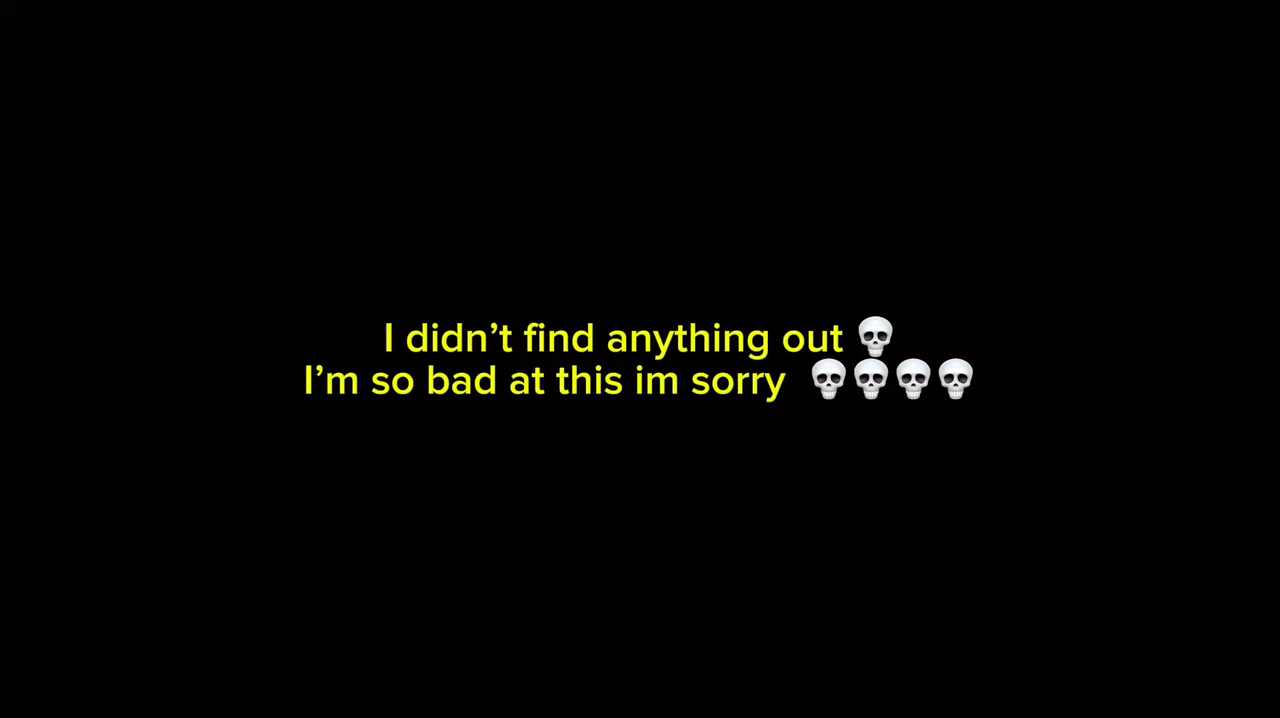 I didn’t find anything out 💀
I’m so bad at this im sorry 💀💀💀💀